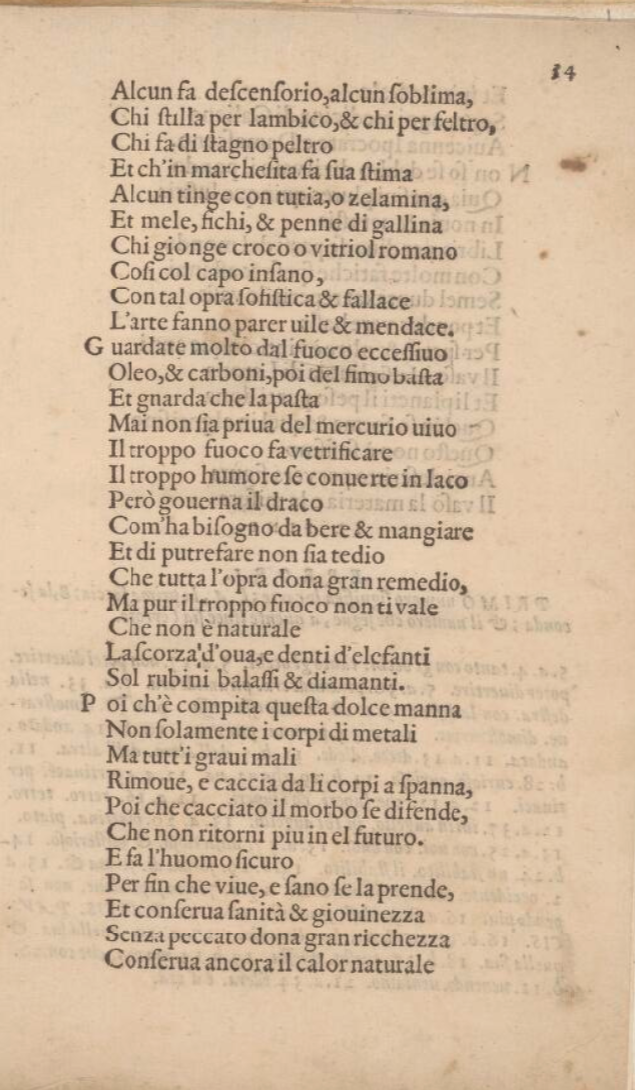 14
Alcun fa deſcenſorio,alcun ſoblima,
Chi ſtilla per lambico,& chi per feltro,
Chi fa di ſtagno peltro
Et ch'in marcheſita fa ſua ſtima
Alcun tinge con tutia,o zelamina,
Et mele, fichi, & penne di gallina
Chi gionge croco o vitriol romano
Coſi col capo inſano,
Con tal opra ſofiſtica & fallace
L'arte fanno parer uile & mendace.
G uardate molto dal fuoco ecceſſiuo
Oleo,& carboni,poi del fimo baſta
Et gnarda che la paſta
Mai non ſia priua del mercurio uiuo
Il troppo fuoco fa vetrificare
Il troppo humore ſe conuerte in laco
Però gouerna il draco
Com'ha biſogno da bere & mangiare
Et di putrefare non ſia tedio
Che tutta l'opra dona gran remedio,
Ma pur il troppo fuoco non ti vale
Che non è naturale
La ſcorza d'oua,e denti d'elefanti
Sol rubini balaſſi & diamanti.
P oi ch'è compita queſta dolce manna
Non ſolamente i corpi di metali
Ma tutt'i graui mali
Rimoue, e caccia da li corpi a ſpanna,
Poi che cacciato il morbo ſe difende,
Che non ritorni piu in el futuro.
E fa l'huomo ſicuro
Per fin che viue, e ſano ſe la prende,
Et conſerua ſanità & giouinezza
Senza peccato dona gran ricchezza
Conſerua ancora il calor naturale